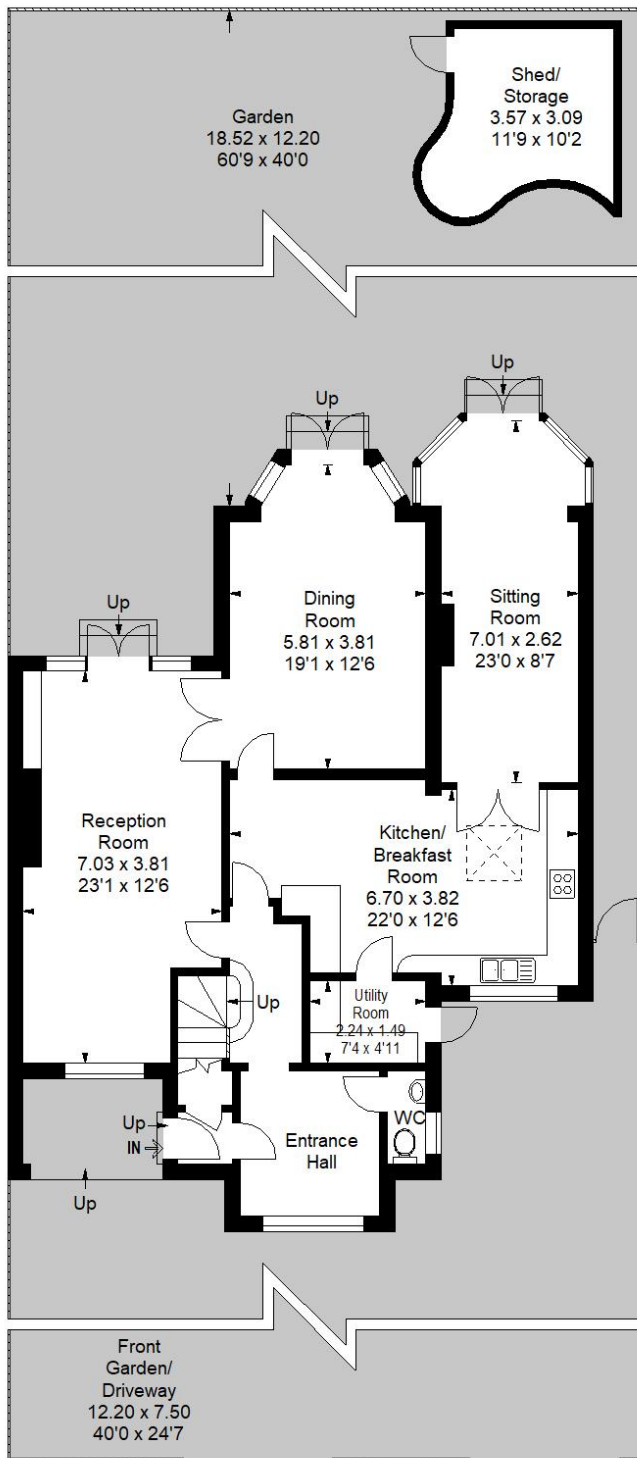 Shed/
Storage
3.57 x 3.09
11'9 x 10'2
Garden
18.52 x 12.20
60'9 x 40'0
Up
Up
Dining
Room
5.81 x 3.81
19'1 x 12'6
Sitting
Room
7.01 x 2.62
23'0 x 8'7
Up
Reception
Room
7.03 x 3.81
23'1 x 12'6
Kitchen/
Breakfast
Room
6.70 x 3.82
22'0 x 12'6
Up
Utility
Room
2.24 x 1.49
7'4 x 4'11
Up
IN
Entrance
Hall
WC
Up
Front
Garden/
Driveway
12.20 x 7.50
40'0 x 24'7